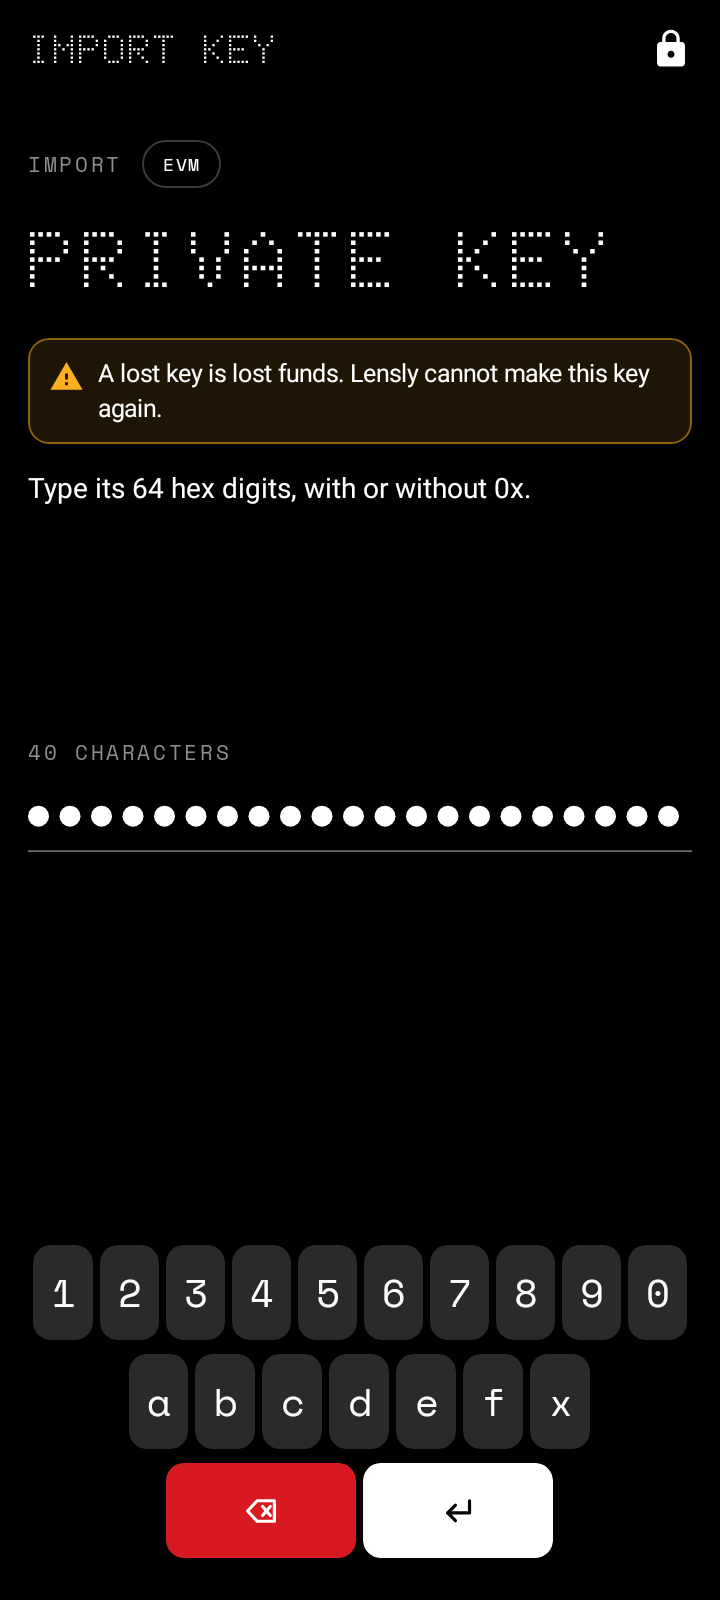 IMPORT KEY
IMPORT EVM
PRIVATE KEY
A lost key is lost funds. Lensly cannot make this key
again.
Type its 64 hex digits, with or without 0x.
40 CHARACTERS
1 2 3 4 5 6 7 8 9 0
a b c d e f x